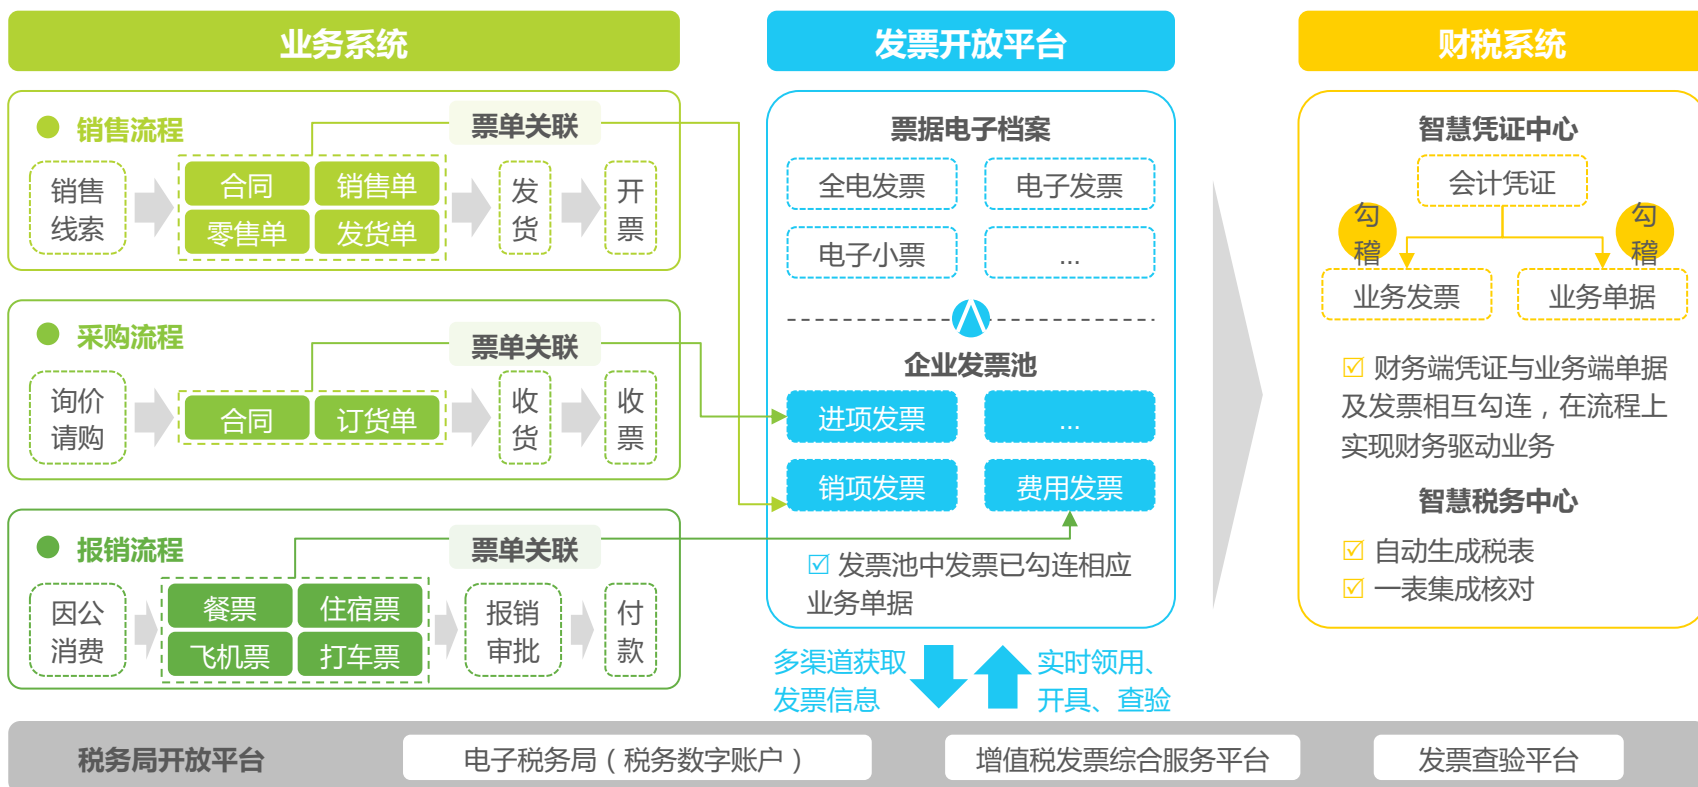 业务系统
销售流程
票单关联
销售
线索
合同
销售单
零售单
发货单
发
货
开
票
采购流程
票单关联
询价
请购
合同
订货单
收
货
收
票
报销流程
票单关联
因公
消费
餐票
住宿票
飞机票
打车票
报销
审批
付
款
发票开放平台
票据电子档案
全电发票
电子发票
电子小票
...
企业发票池
进项发票
...
销项发票
费用发票
☑ 发票池中发票已勾连相应
业务单据
多渠道获取
发票信息
实时领用、
开具、查验
财税系统
智慧凭证中心
会计凭证
勾
稽
勾
稽
业务发票
业务单据
☑ 财务端凭证与业务端单据
及发票相互勾连，在流程上
实现财务驱动业务
智慧税务中心
☑ 自动生成税表
☑ 一表集成核对
税务局开放平台
电子税务局（税务数字账户）
增值税发票综合服务平台
发票查验平台